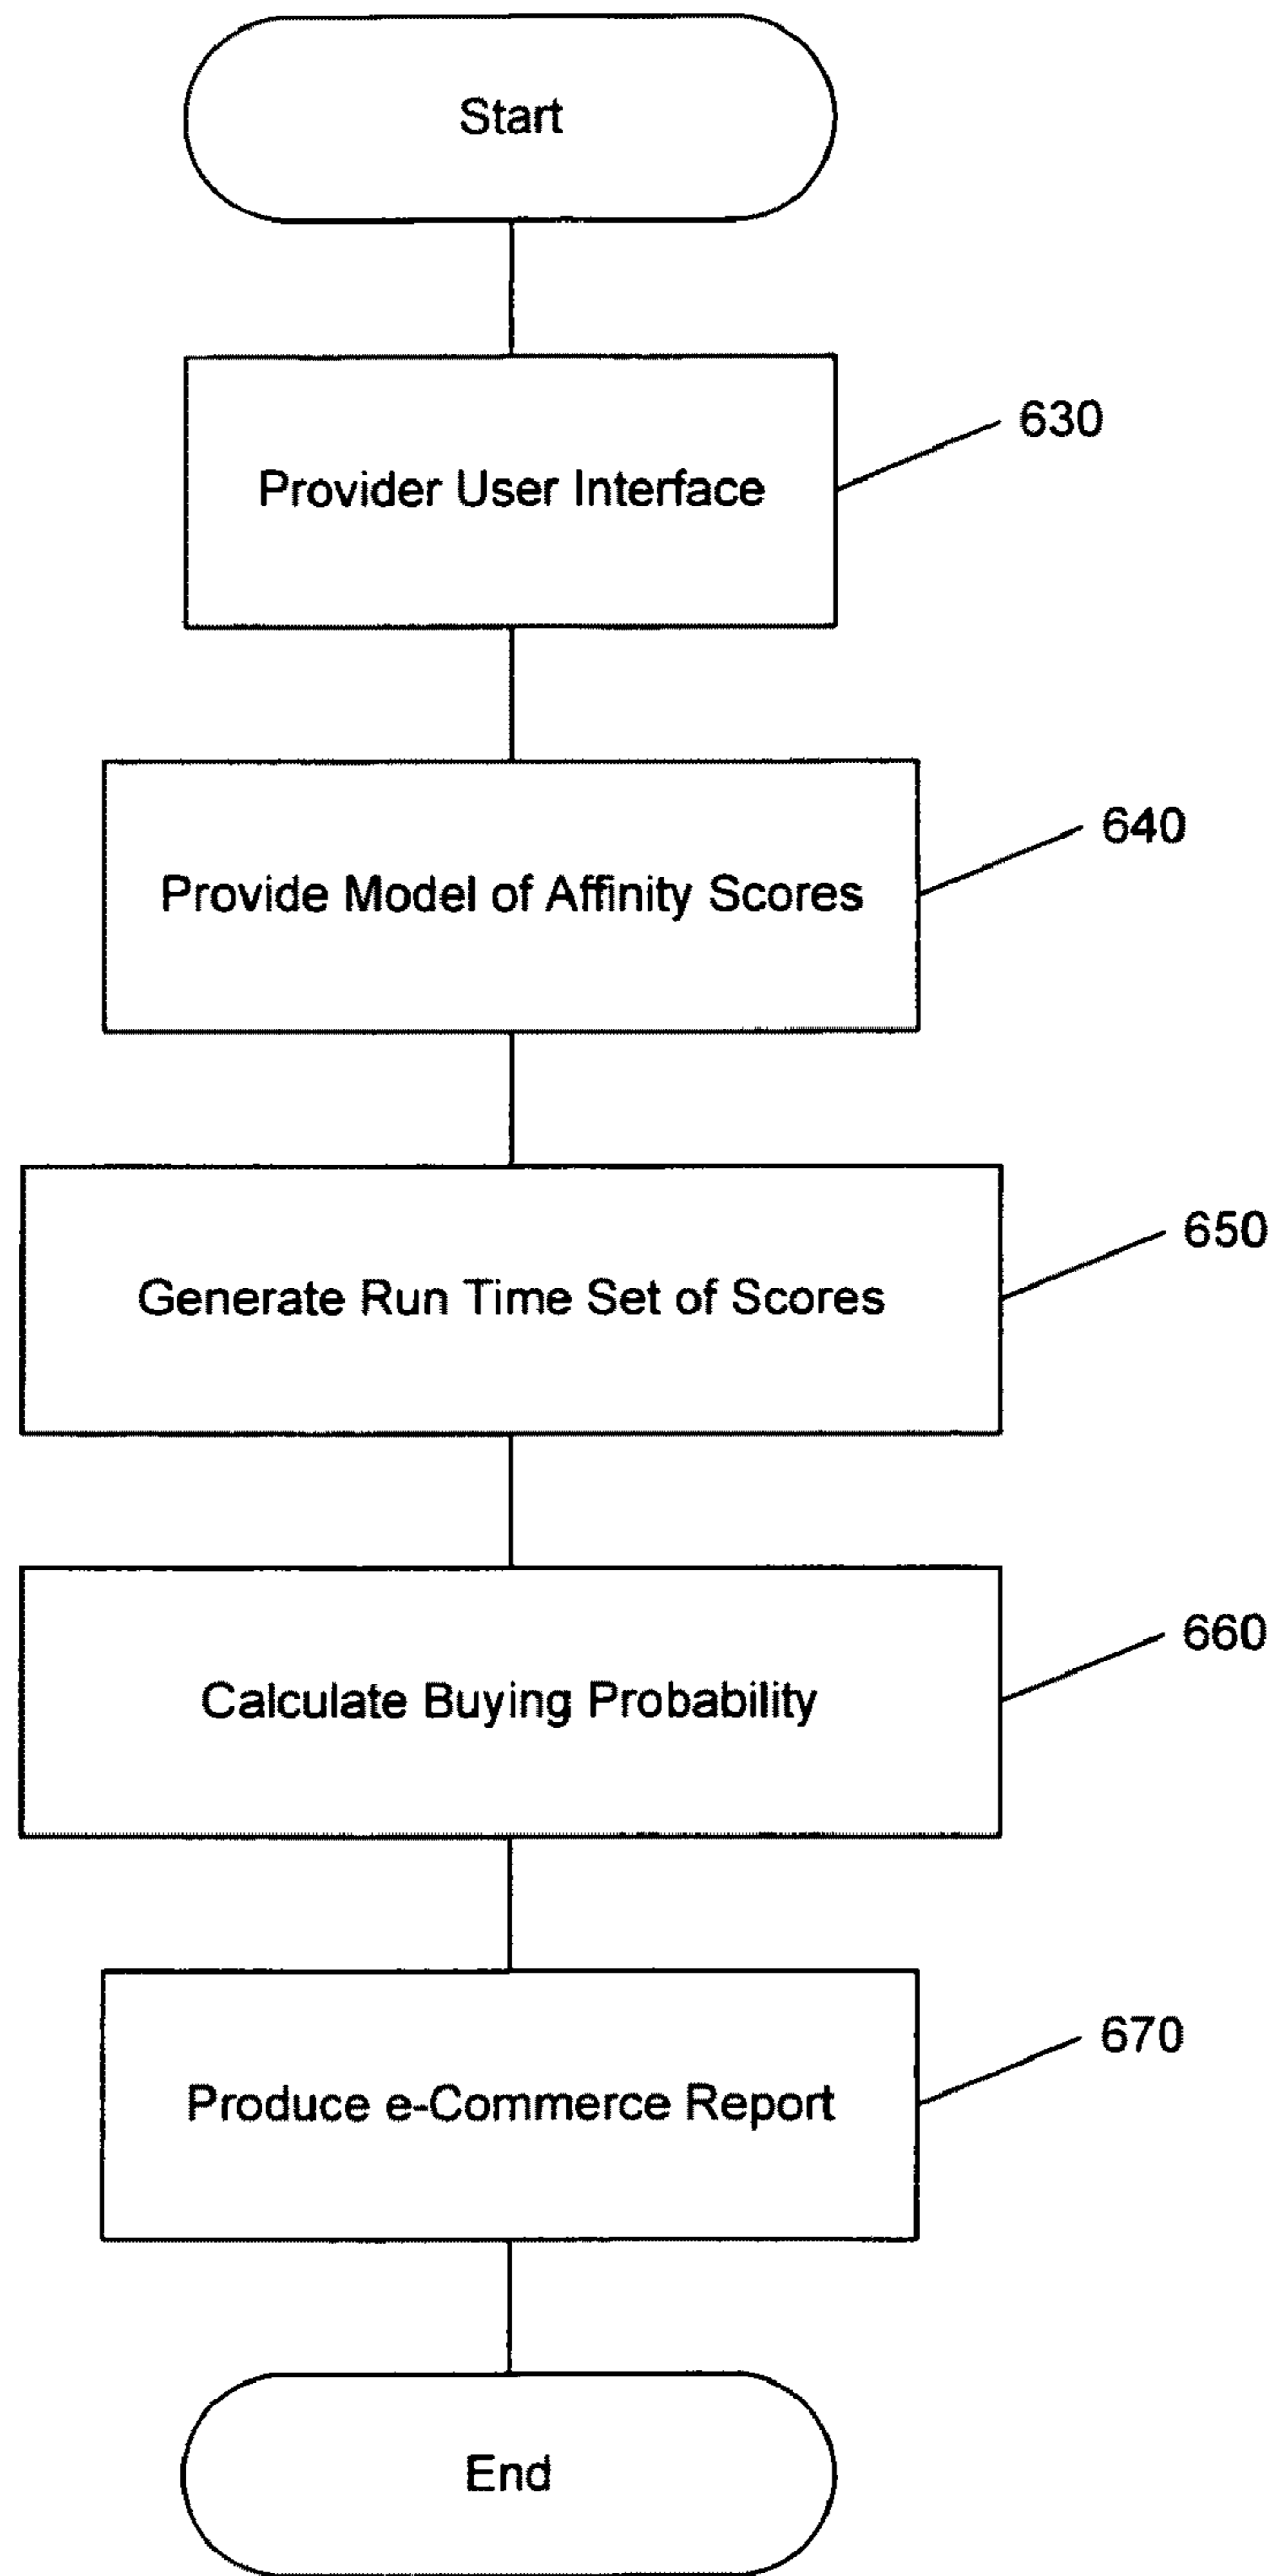 Start
Provider User Interface
630
Provide Model of Affinity Scores
640
Generate Run Time Set of Scores
650
Calculate Buying Probability
660
Produce e-Commerce Report
670
End